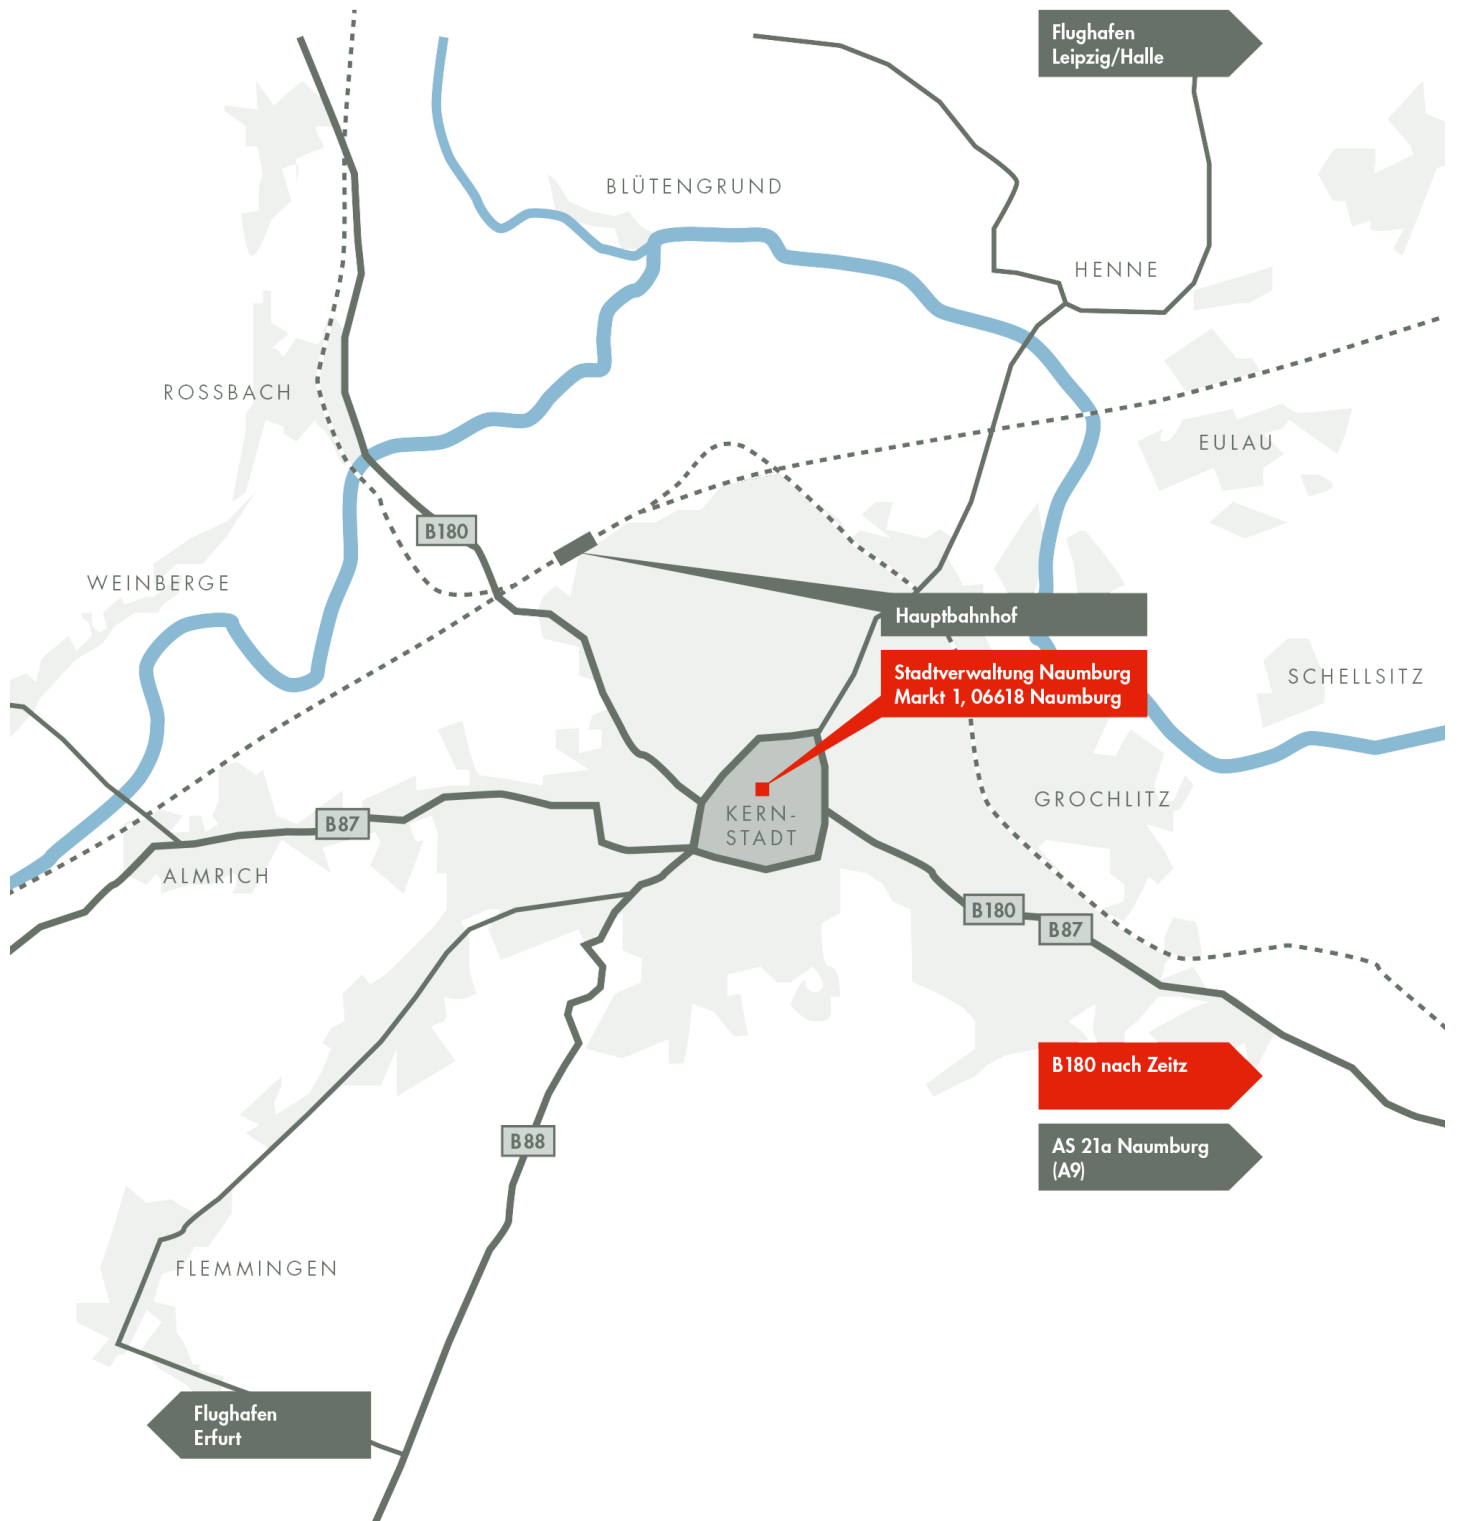 Flughafen
Leipzig/Halle
BLÜTENGRUND
HENNE
ROSSBACH
EULAU
B180
WEINBERGE
Hauptbahnhof
Stadtverwaltung Naumburg
Markt 1, 06618 Naumburg
SCHELLSITZ
GROCHLITZ
KERN-
STADT
B87
ALMRICH
B180
B87
B180 nach Zeitz
B88
AS 21a Naumburg
(A9)
FLEMMINGEN
Flughafen
Erfurt